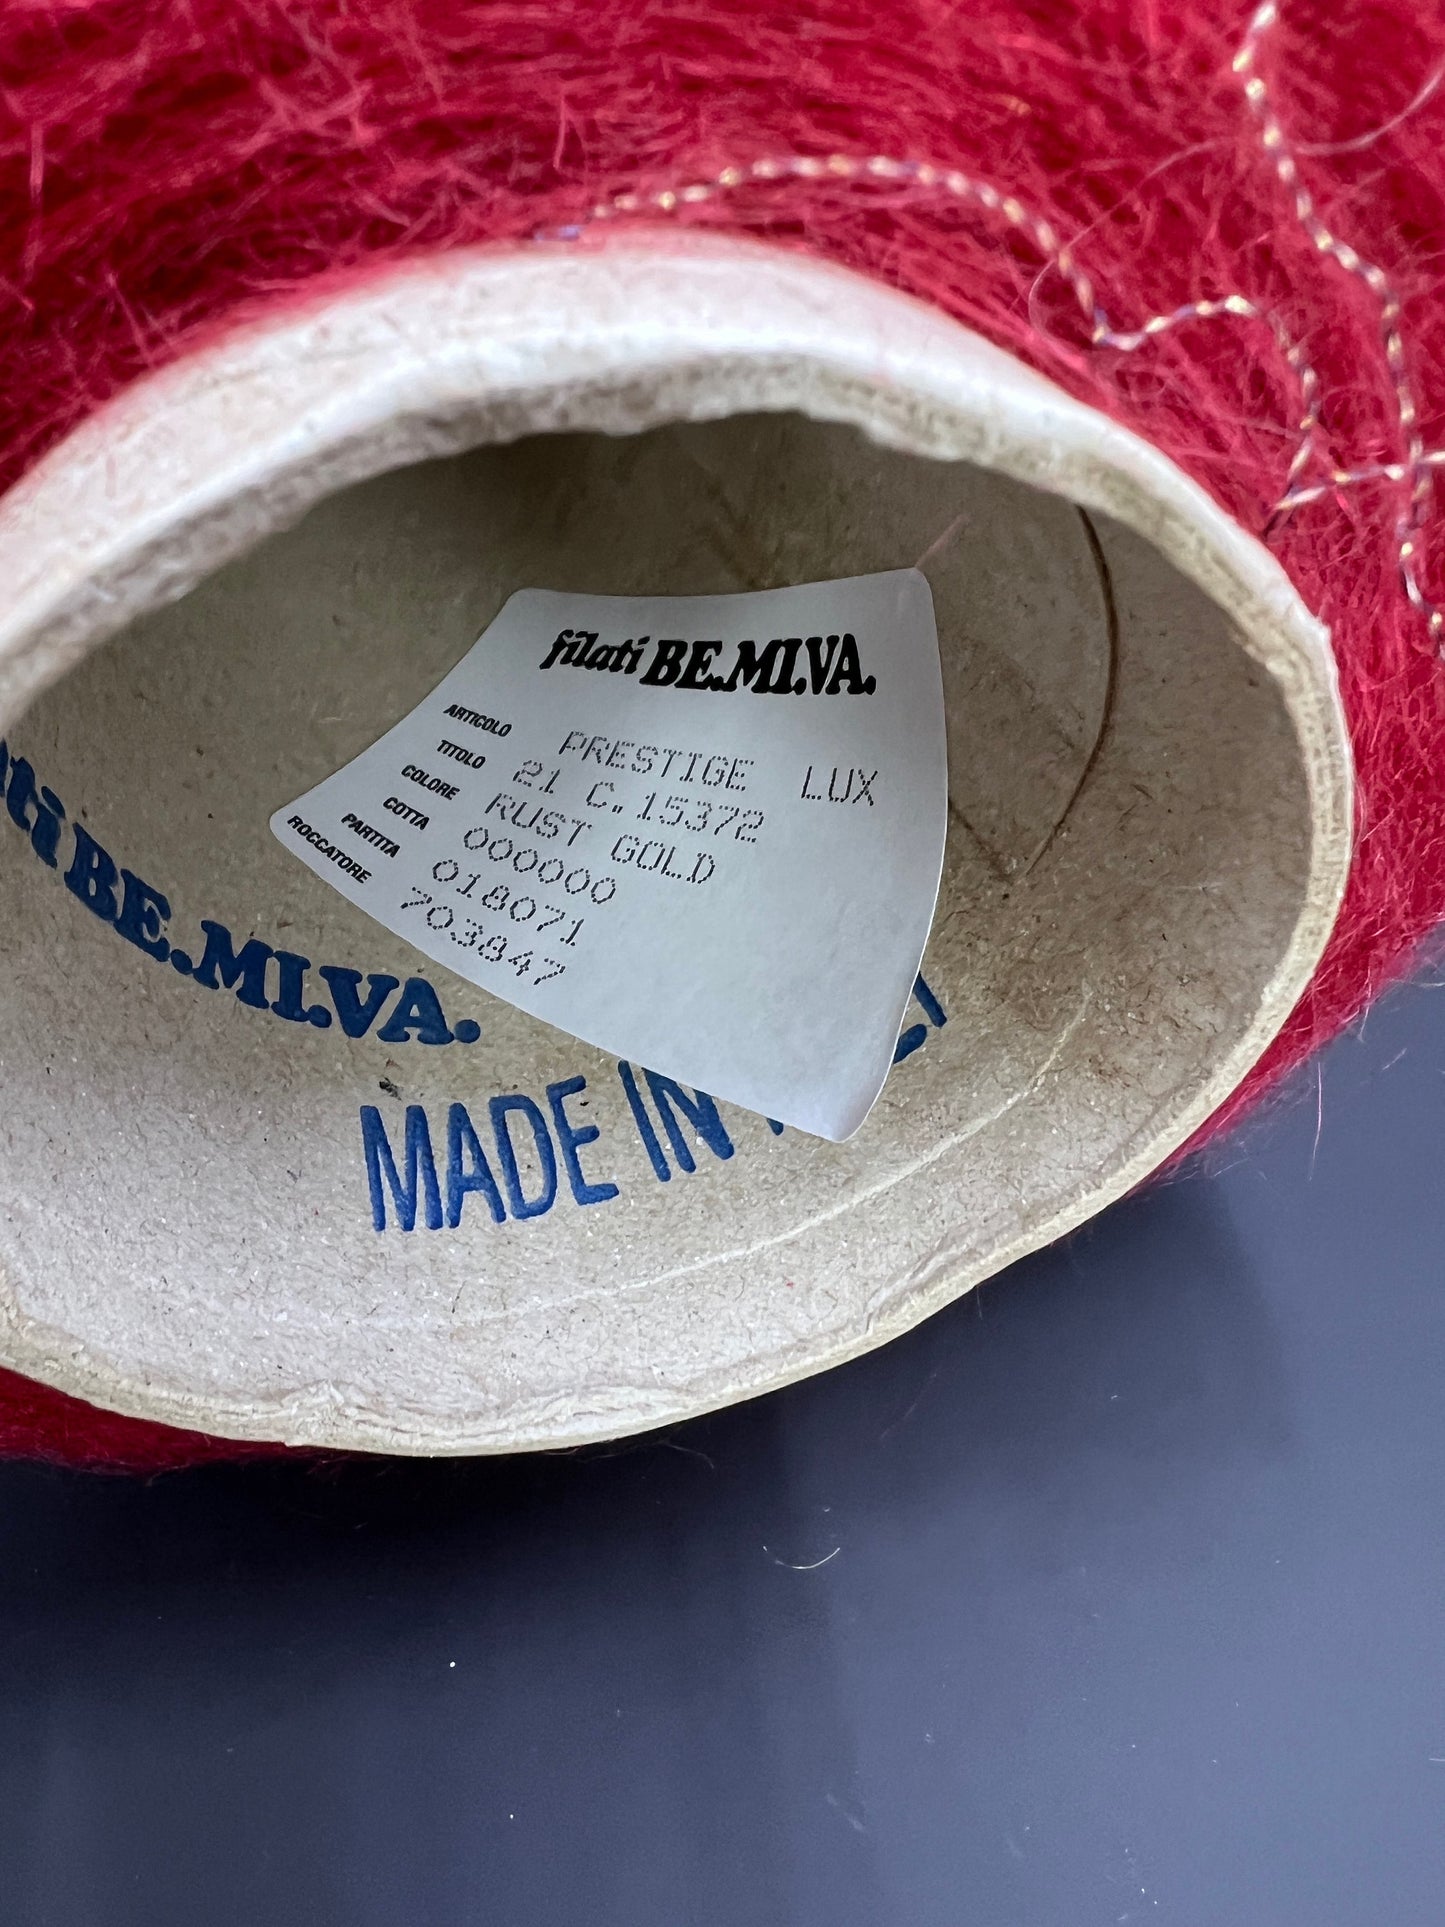 filati BE.MI.VA.
ARTICOLO PRESTIGE LUX
TITOLO 21 C.15372
COLORE RUST GOLD
COTTA 000000
PARTITA 018071
ROCCATORE 703847
BE.MI.VA.
MADE IN